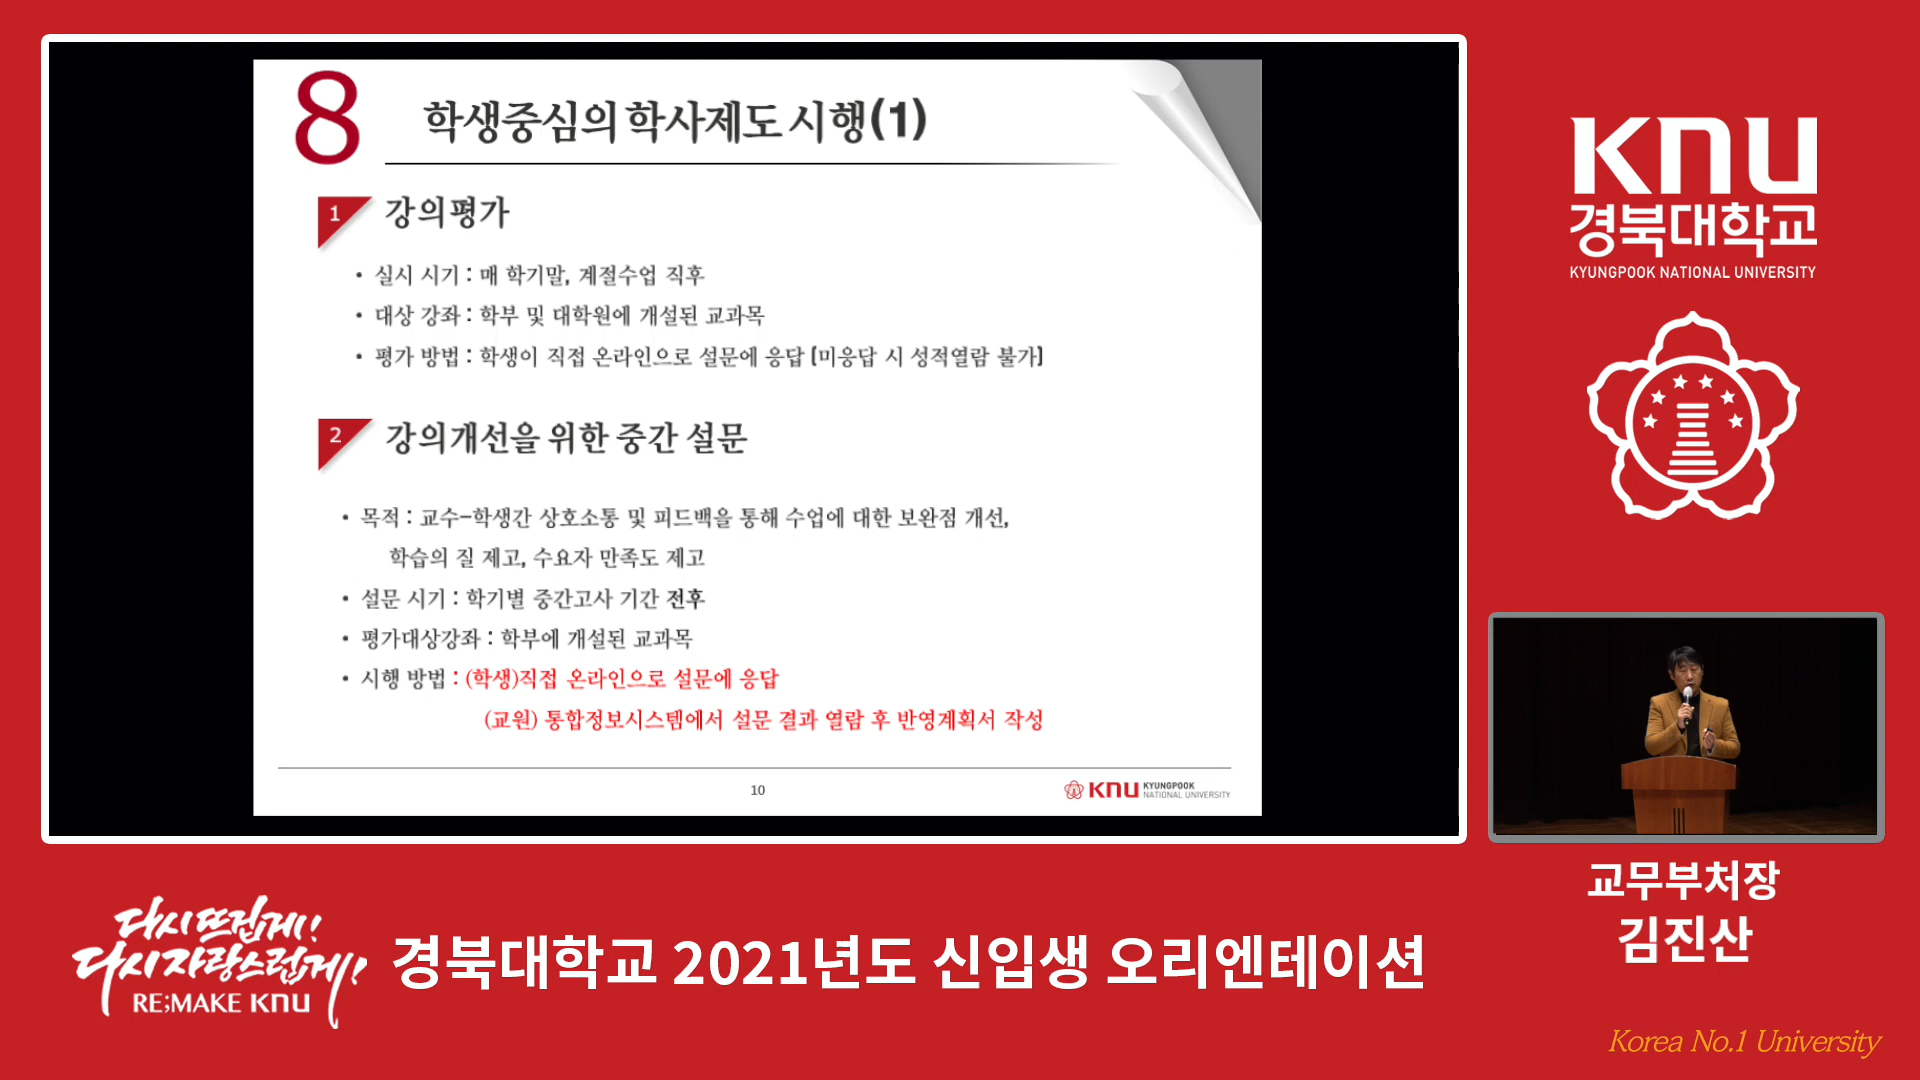 8
학생중심의 학사제도 시행(1)
1
강의평가
• 실시 시기 : 매 학기말, 계절수업 직후
• 대상 강좌 : 학부 및 대학원에 개설된 교과목
• 평가 방법 : 학생이 직접 온라인으로 설문에 응답 [미응답 시 성적열람 불가]
2
강의개선을 위한 중간 설문
• 목적 : 교수-학생간 상호소통 및 피드백을 통해 수업에 대한 보완점 개선,
학습의 질 제고, 수요자 만족도 제고
• 설문 시기 : 학기별 중간고사 기간 전후
• 평가대상강좌 : 학부에 개설된 교과목
• 시행 방법 : (학생)직접 온라인으로 설문에 응답
(교원) 통합정보시스템에서 설문 결과 열람 후 반영계획서 작성
10
KNU KYUNGPOOK
NATIONAL UNIVERSITY
KNU
경북대학교
KYUNGPOOK NATIONAL UNIVERSITY
교무부처장
김진산
다시 뜨겁게!
다시 자랑스럽게!
RE;MAKE KNU
경북대학교 2021년도 신입생 오리엔테이션
Korea No.1 University